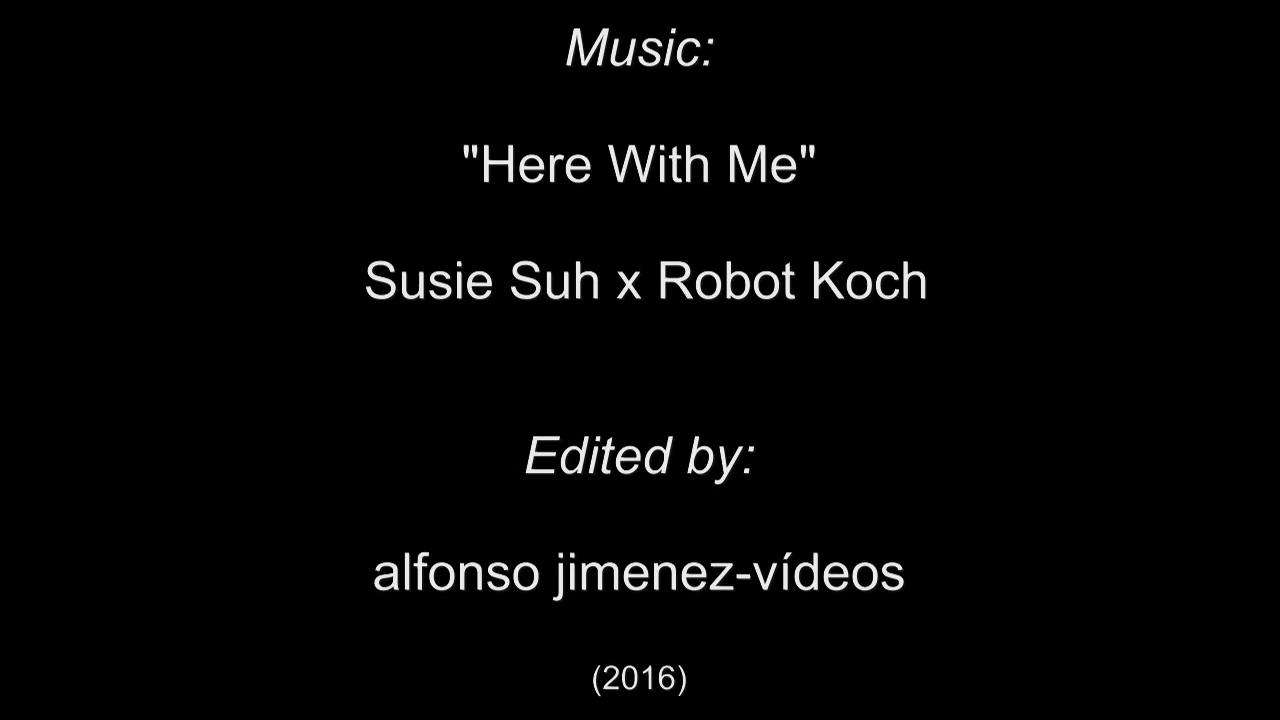 Music:
"Here With Me"
Susie Suh x Robot Koch
Edited by:
alfonso jimenez-vídeos
(2016)